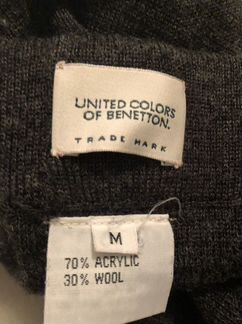 UNITED COLORS
OF BENETTON.
TRADE MARK
M
70% ACRYLIC
30% WOOL